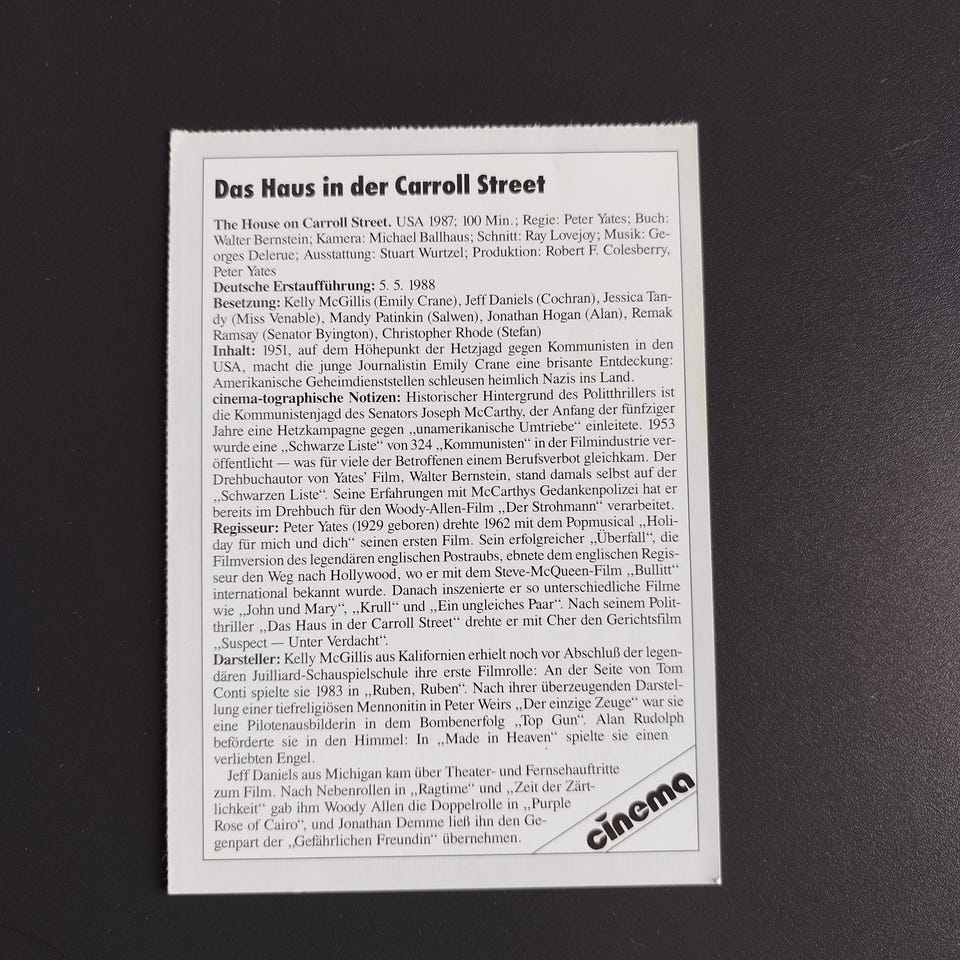 Das Haus in der Carroll Street
The House on Carroll Street. USA 1987; 100 Min.; Regie: Peter Yates; Buch:
Walter Bernstein; Kamera: Michael Ballhaus; Schnitt: Ray Lovejoy; Musik: Ge-
orges Delerue; Ausstattung: Stuart Wurtzel; Produktion: Robert F. Colesberry,
Peter Yates
Deutsche Erstaufführung: 5. 5. 1988
Besetzung: Kelly McGillis (Emily Crane), Jeff Daniels (Cochran), Jessica Tan-
dy (Miss Venable), Mandy Patinkin (Salwen), Jonathan Hogan (Alan), Remak
Ramsay (Senator Byington), Christopher Rhode (Stefan)
Inhalt: 1951, auf dem Höhepunkt der Hetzjagd gegen Kommunisten in den
USA, macht die junge Journalistin Emily Crane eine brisante Entdeckung:
Amerikanische Geheimdienststellen schleusen heimlich Nazis ins Land.
cinema-tographische Notizen: Historischer Hintergrund des Politthrillers ist
die Kommunistenjagd des Senators Joseph McCarthy, der Anfang der fünfziger
Jahre eine Hetzkampagne gegen „unamerikanische Umtriebe“ einleitete. 1953
wurde eine „Schwarze Liste“ von 324 „Kommunisten“ in der Filmindustrie ver-
öffentlicht — was für viele der Betroffenen einem Berufsverbot gleichkam. Der
Drehbuchautor von Yates' Film, Walter Bernstein, stand damals selbst auf der
„Schwarzen Liste“. Seine Erfahrungen mit McCarthys Gedankenpolizei hat er
bereits im Drehbuch für den Woody-Allen-Film „Der Strohmann“ verarbeitet.
Regisseur: Peter Yates (1929 geboren) drehte 1962 mit dem Popmusical „Holi-
day für mich und dich“ seinen ersten Film. Sein erfolgreicher „Überfall“, die
Filmversion des legendären englischen Postraubs, ebnete dem englischen Regis-
seur den Weg nach Hollywood, wo er mit dem Steve-McQueen-Film „Bullitt“
international bekannt wurde. Danach inszenierte er so unterschiedliche Filme
wie „John und Mary“, „Krull“ und „Ein ungleiches Paar“. Nach seinem Polit-
thriller „Das Haus in der Carroll Street“ drehte er mit Cher den Gerichtsfilm
„Suspect — Unter Verdacht“.
Darsteller: Kelly McGillis aus Kalifornien erhielt noch vor Abschluß der legen-
dären Juilliard-Schauspielschule ihre erste Filmrolle: An der Seite von Tom
Conti spielte sie 1983 in „Ruben, Ruben“. Nach ihrer überzeugenden Darstel-
lung einer tiefreligiösen Mennonitin in Peter Weirs „Der einzige Zeuge“ war sie
eine Pilotenausbilderin in dem Bombenerfolg „Top Gun“. Alan Rudolph
beförderte sie in den Himmel: In „Made in Heaven“ spielte sie einen
verliebten Engel.
Jeff Daniels aus Michigan kam über Theater- und Fernsehauftritte
zum Film. Nach Nebenrollen in „Ragtime“ und „Zeit der Zärt-
lichkeit“ gab ihm Woody Allen die Doppelrolle in „Purple
Rose of Cairo“, und Jonathan Demme ließ ihn den Ge-
genpart der „Gefährlichen Freundin“ übernehmen.
cinema